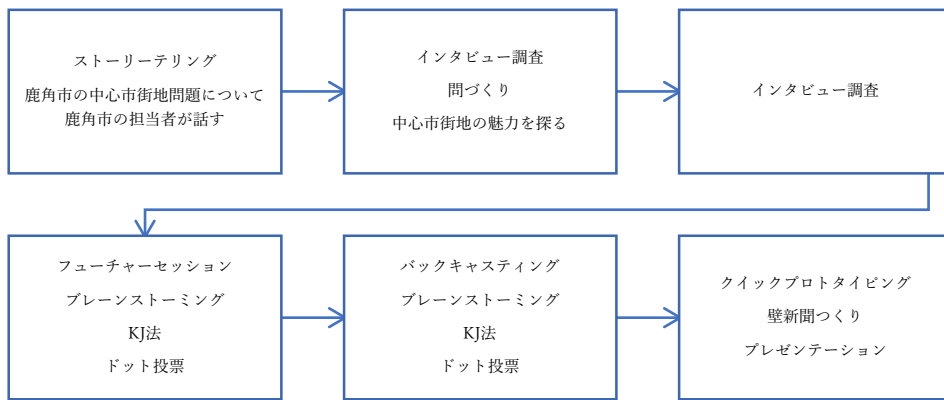 ストーリーテリング
鹿角市の中心市街地問題について
鹿角市の担当者が話す
インタビュー調査
問づくり
中心市街地の魅力を探る
インタビュー調査
フューチャーセッション
ブレーンストーミング
KJ法
ドット投票
バックキャスティング
ブレーンストーミング
KJ法
ドット投票
クイックプロトタイピング
壁新聞つくり
プレゼンテーション